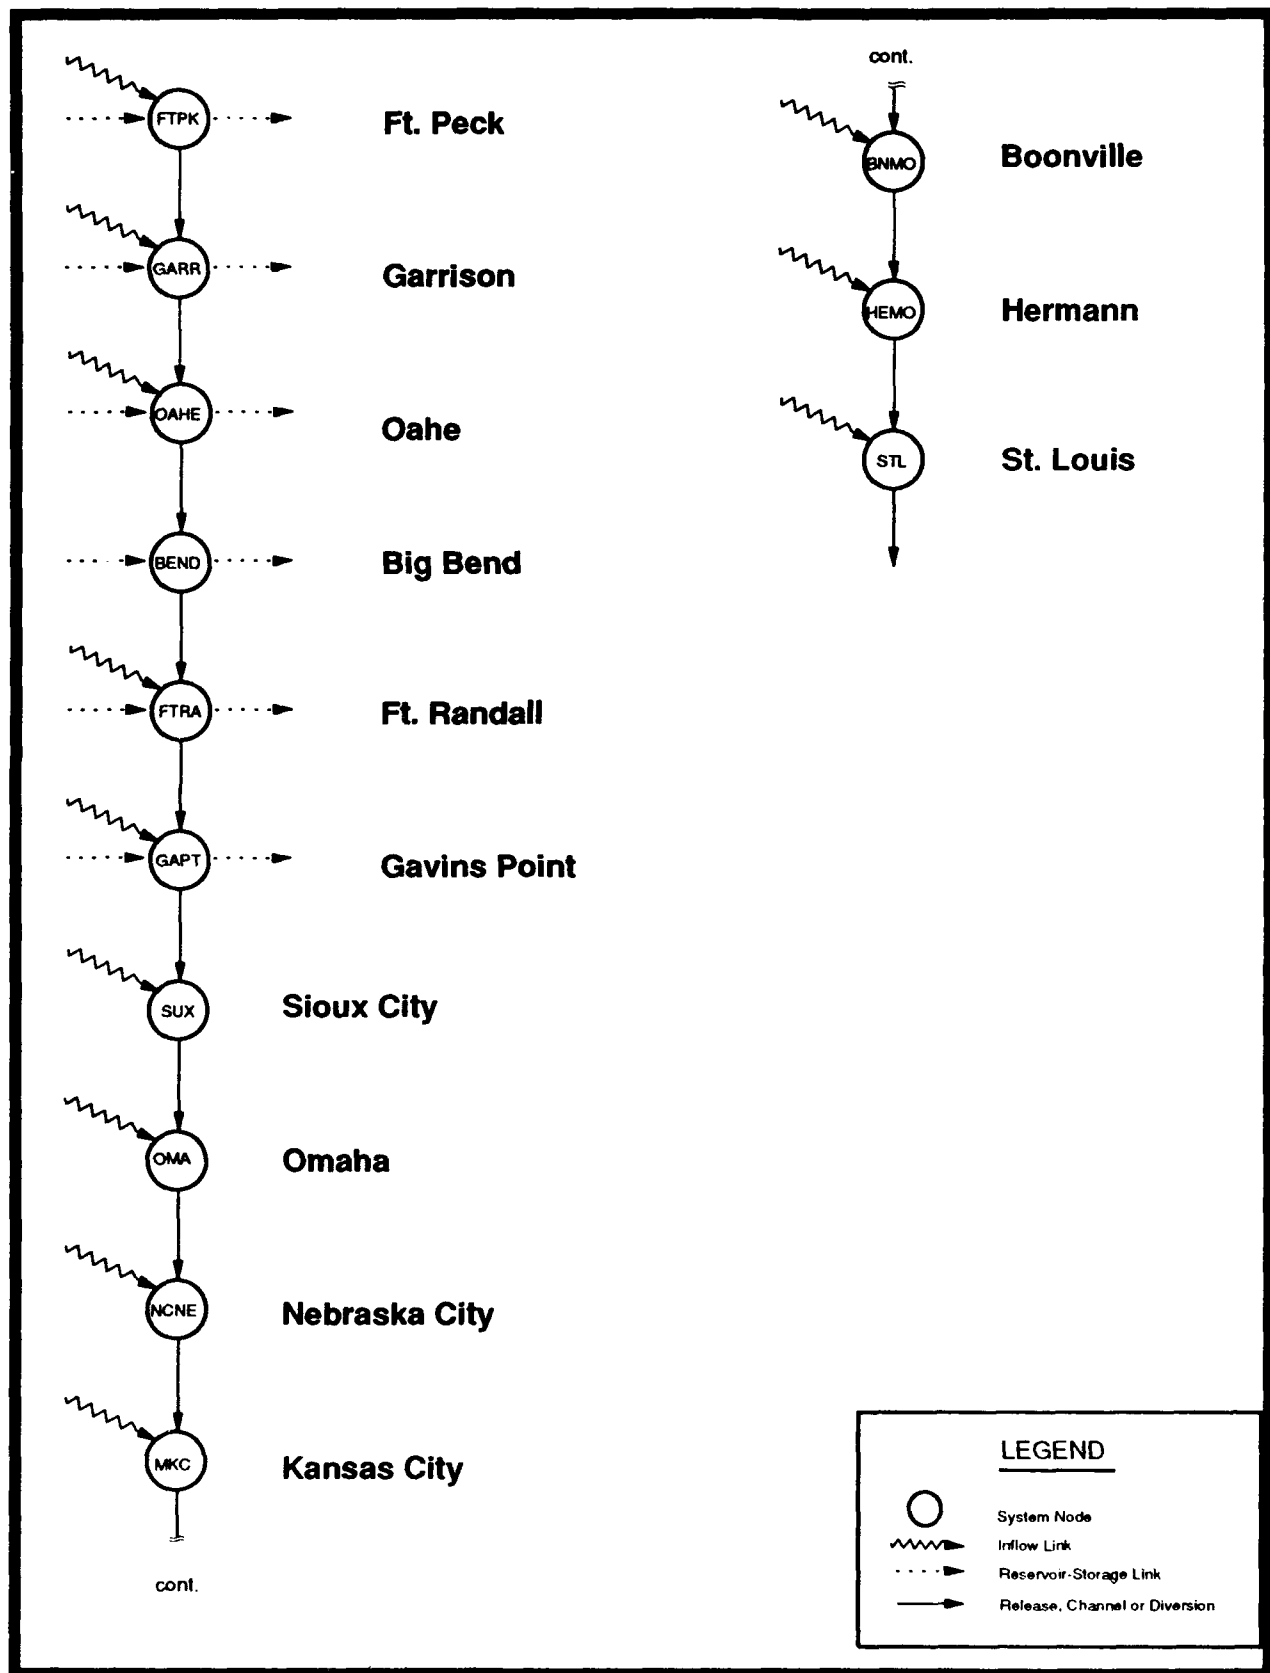 FTPK Ft. Peck
GARR Garrison
OAHE Oahe
BEND Big Bend
FTRA Ft. Randall
GAPT Gavins Point
SUX Sioux City
OMA Omaha
NCNE Nebraska City
MKC Kansas City
cont.
cont.
BNMO Boonville
HEMO Hermann
STL St. Louis
LEGEND
System Node
Inflow Link
Reservoir-Storage Link
Release, Channel or Diversion